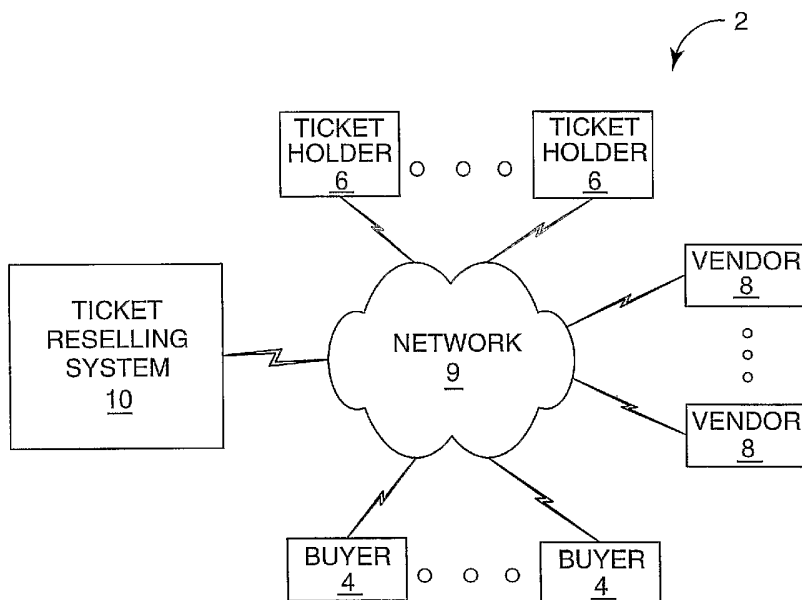 2
TICKET
HOLDER
6
TICKET
HOLDER
6
VENDOR
8
TICKET
RESELLING
SYSTEM
10
NETWORK
9
VENDOR
8
BUYER
4
BUYER
4